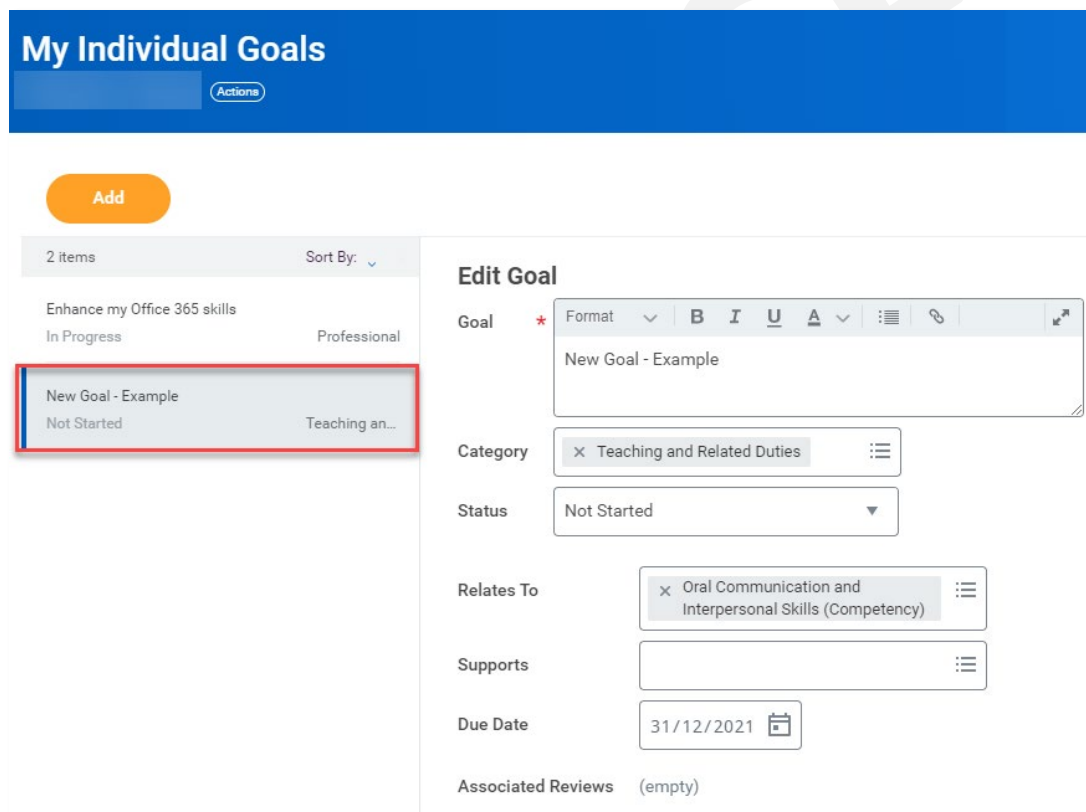 My Individual Goals
Actions
Add
2 items Sort By:
Enhance my Office 365 skills
In Progress Professional
New Goal - Example
Not Started Teaching an...
Edit Goal
Goal * Format B I U A
New Goal - Example
Category × Teaching and Related Duties
Status Not Started
Relates To × Oral Communication and
Interpersonal Skills (Competency)
Supports
Due Date 31/12/2021
Associated Reviews (empty)